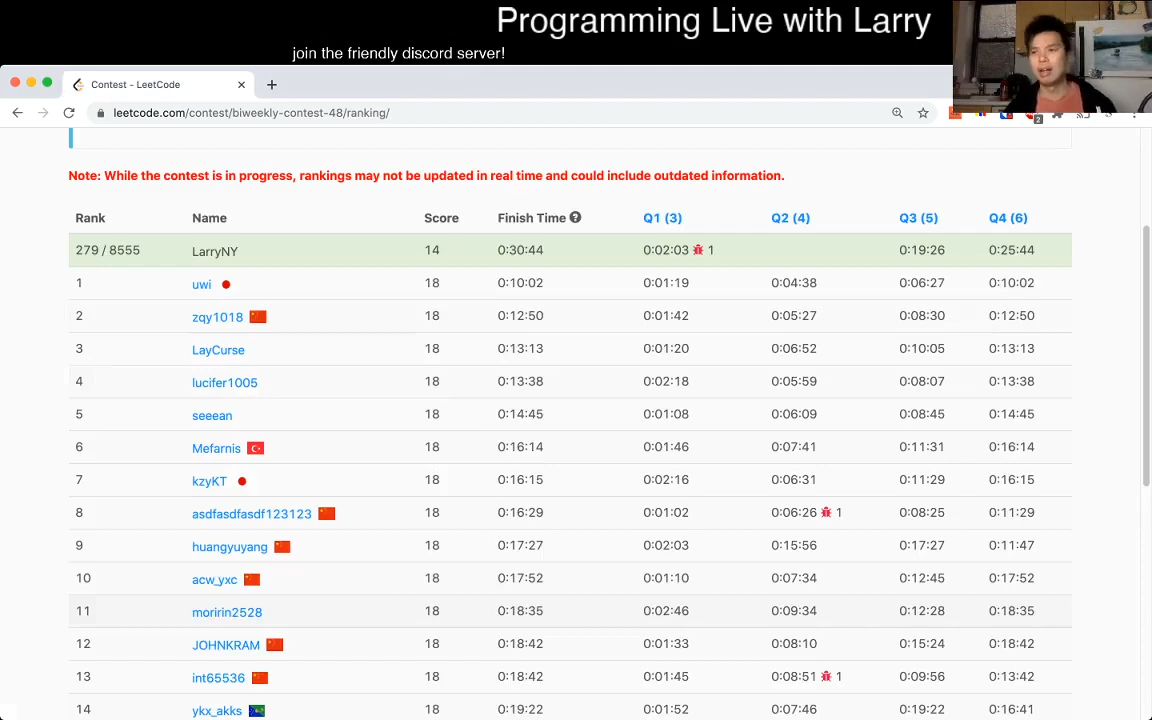 Programming Live with Larry
join the friendly discord server!
Contest - LeetCode
leetcode.com/contest/biweekly-contest-48/ranking/
2
Note: While the contest is in progress, rankings may not be updated in real time and could include outdated information.
Rank Name Score Finish Time Q1 (3) Q2 (4) Q3 (5) Q4 (6)
279 / 8555 LarryNY 14 0:30:44 0:02:03 1 0:19:26 0:25:44
1 uwi 18 0:10:02 0:01:19 0:04:38 0:06:27 0:10:02
2 zqy1018 18 0:12:50 0:01:42 0:05:27 0:08:30 0:12:50
3 LayCurse 18 0:13:13 0:01:20 0:06:52 0:10:05 0:13:13
4 lucifer1005 18 0:13:38 0:02:18 0:05:59 0:08:07 0:13:38
5 seeean 18 0:14:45 0:01:08 0:06:09 0:08:45 0:14:45
6 Mefarnis 18 0:16:14 0:01:46 0:07:41 0:11:31 0:16:14
7 kzyKT 18 0:16:15 0:02:16 0:06:31 0:11:29 0:16:15
8 asdfasdfasdf123123 18 0:16:29 0:01:02 0:06:26 1 0:08:25 0:11:29
9 huangyuyang 18 0:17:27 0:02:03 0:15:56 0:17:27 0:11:47
10 acw_yxc 18 0:17:52 0:01:10 0:07:34 0:12:45 0:17:52
11 moririn2528 18 0:18:35 0:02:46 0:09:34 0:12:28 0:18:35
12 JOHNKRAM 18 0:18:42 0:01:33 0:08:10 0:15:24 0:18:42
13 int65536 18 0:18:42 0:01:45 0:08:51 1 0:09:56 0:13:42
14 ykx_akks 18 0:19:22 0:01:52 0:07:46 0:19:22 0:16:41